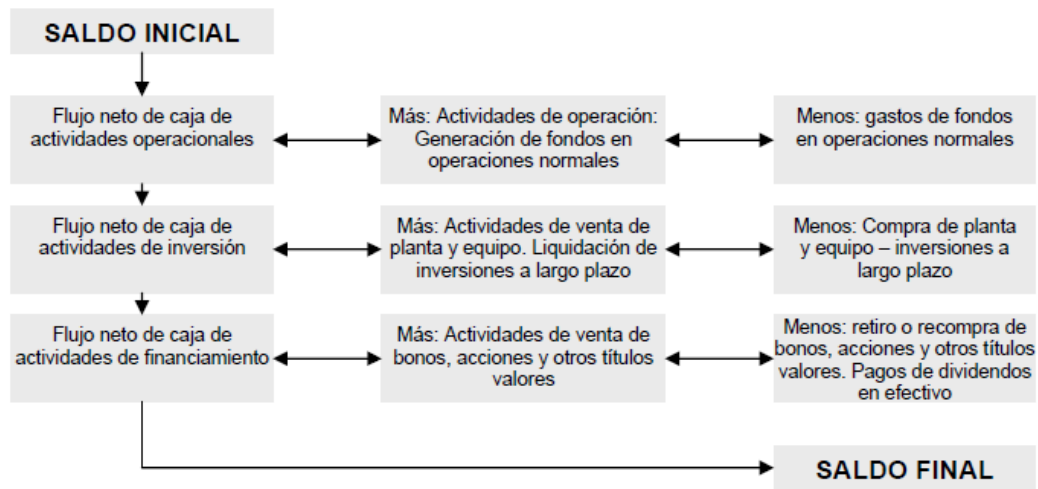 SALDO INICIAL
Flujo neto de caja de
actividades operacionales
Más: Actividades de operación:
Generación de fondos en
operaciones normales
Menos: gastos de fondos
en operaciones normales
Flujo neto de caja de
actividades de inversión
Más: Actividades de venta de
planta y equipo. Liquidación de
inversiones a largo plazo
Menos: Compra de planta
y equipo – inversiones a
largo plazo
Flujo neto de caja de
actividades de financiamiento
Más: Actividades de venta de
bonos, acciones y otros títulos
valores
Menos: retiro o recompra de
bonos, acciones y otros títulos
valores. Pagos de dividendos
en efectivo
SALDO FINAL